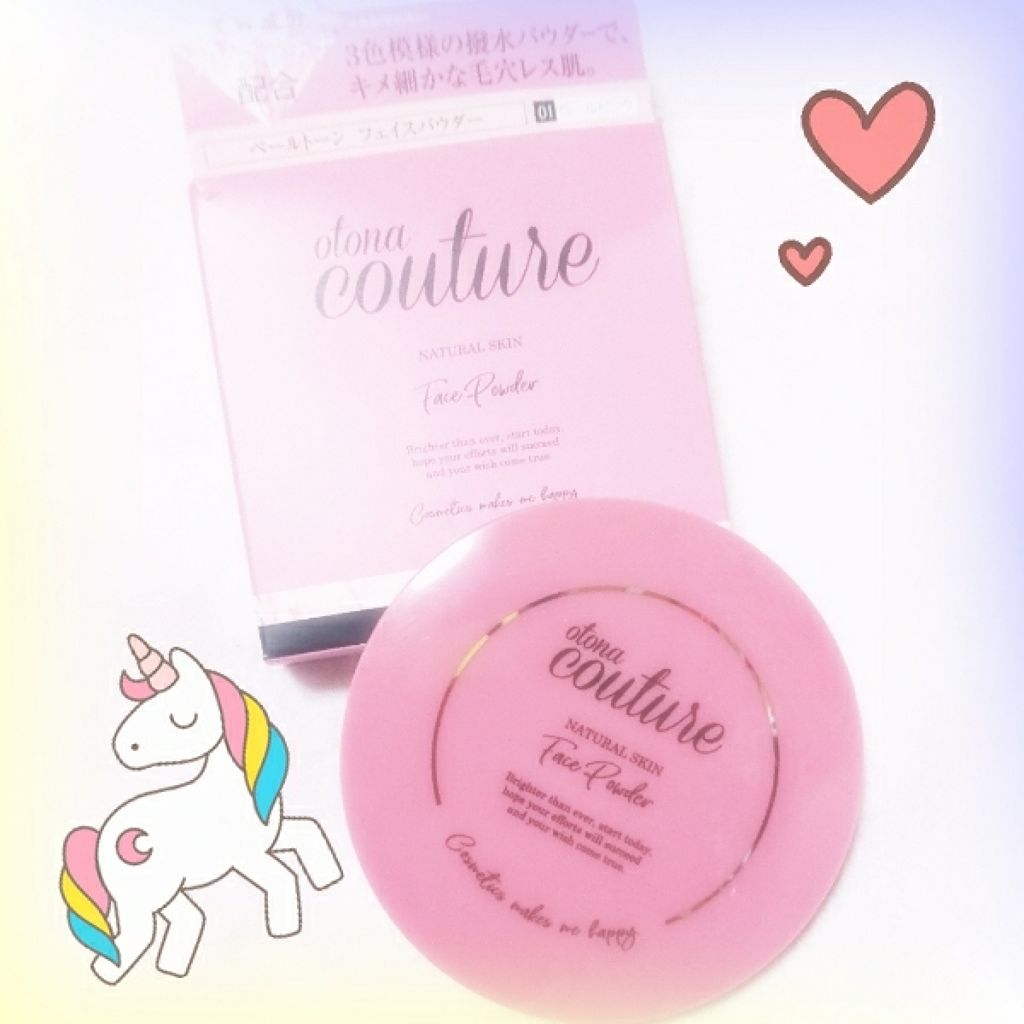 配合
3色模様の撥水パウダーで、
キメ細かな毛穴レス肌。
ペールトーン フェイスパウダー
01
otona
couture
NATURAL SKIN
Face Powder
Brighter than ever, start today.
hope your efforts will succeed
and your wish come true.
Cosmetics makes me happy
otona
couture
NATURAL SKIN
Face Powder
Brighter than ever, start today.
hope your efforts will succeed
and your wish come true.
Cosmetics makes me happy